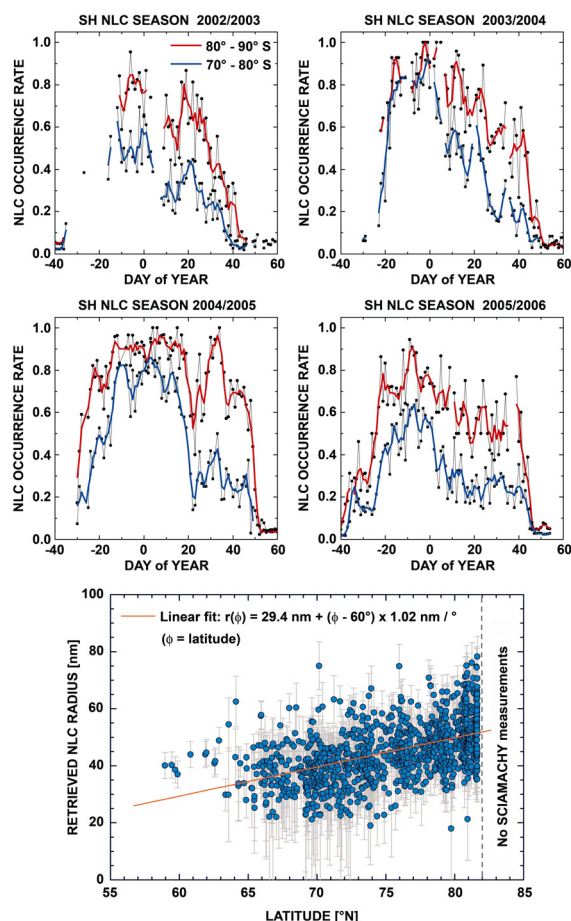 SH NLC SEASON 2002/2003
80° - 90° S
70° - 80° S
NLC OCCURRENCE RATE
1.0
0.8
0.6
0.4
0.2
0.0
-40 -20 0 20 40 60
DAY of YEAR
SH NLC SEASON 2003/2004
NLC OCCURRENCE RATE
1.0
0.8
0.6
0.4
0.2
0.0
-40 -20 0 20 40 60
DAY of YEAR
SH NLC SEASON 2004/2005
NLC OCCURRENCE RATE
1.0
0.8
0.6
0.4
0.2
0.0
-40 -20 0 20 40 60
DAY of YEAR
SH NLC SEASON 2005/2006
NLC OCCURRENCE RATE
1.0
0.8
0.6
0.4
0.2
0.0
-40 -20 0 20 40 60
DAY of YEAR
Linear fit: r(ϕ) = 29.4 nm + (ϕ - 60°) x 1.02 nm / °
(ϕ = latitude)
RETRIEVED NLC RADIUS [nm]
100
80
60
40
20
0
55 60 65 70 75 80 85
LATITUDE [°N]
No SCIAMACHY measurements